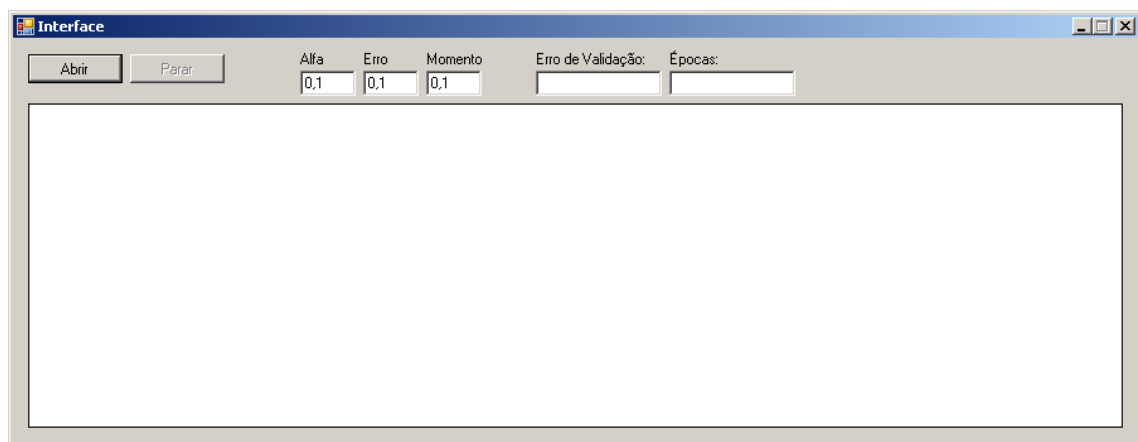 Interface
Abrir Parar Alfa Erro Momento Erro de Validação: Épocas:
0,1 0,1 0,1